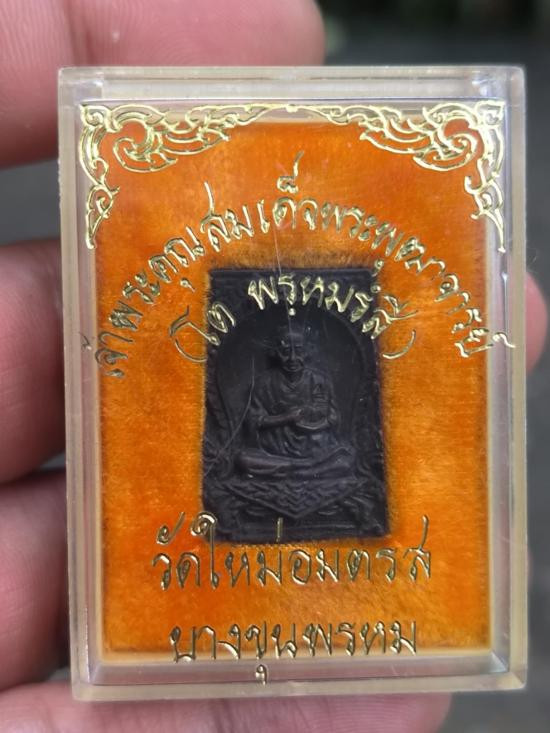 เจ้าพระคุณสมเด็จพระพุฒาจารย์
(โต พรฺหมรํสี)
วัดใหม่อมตรส
บางขุนพรหม